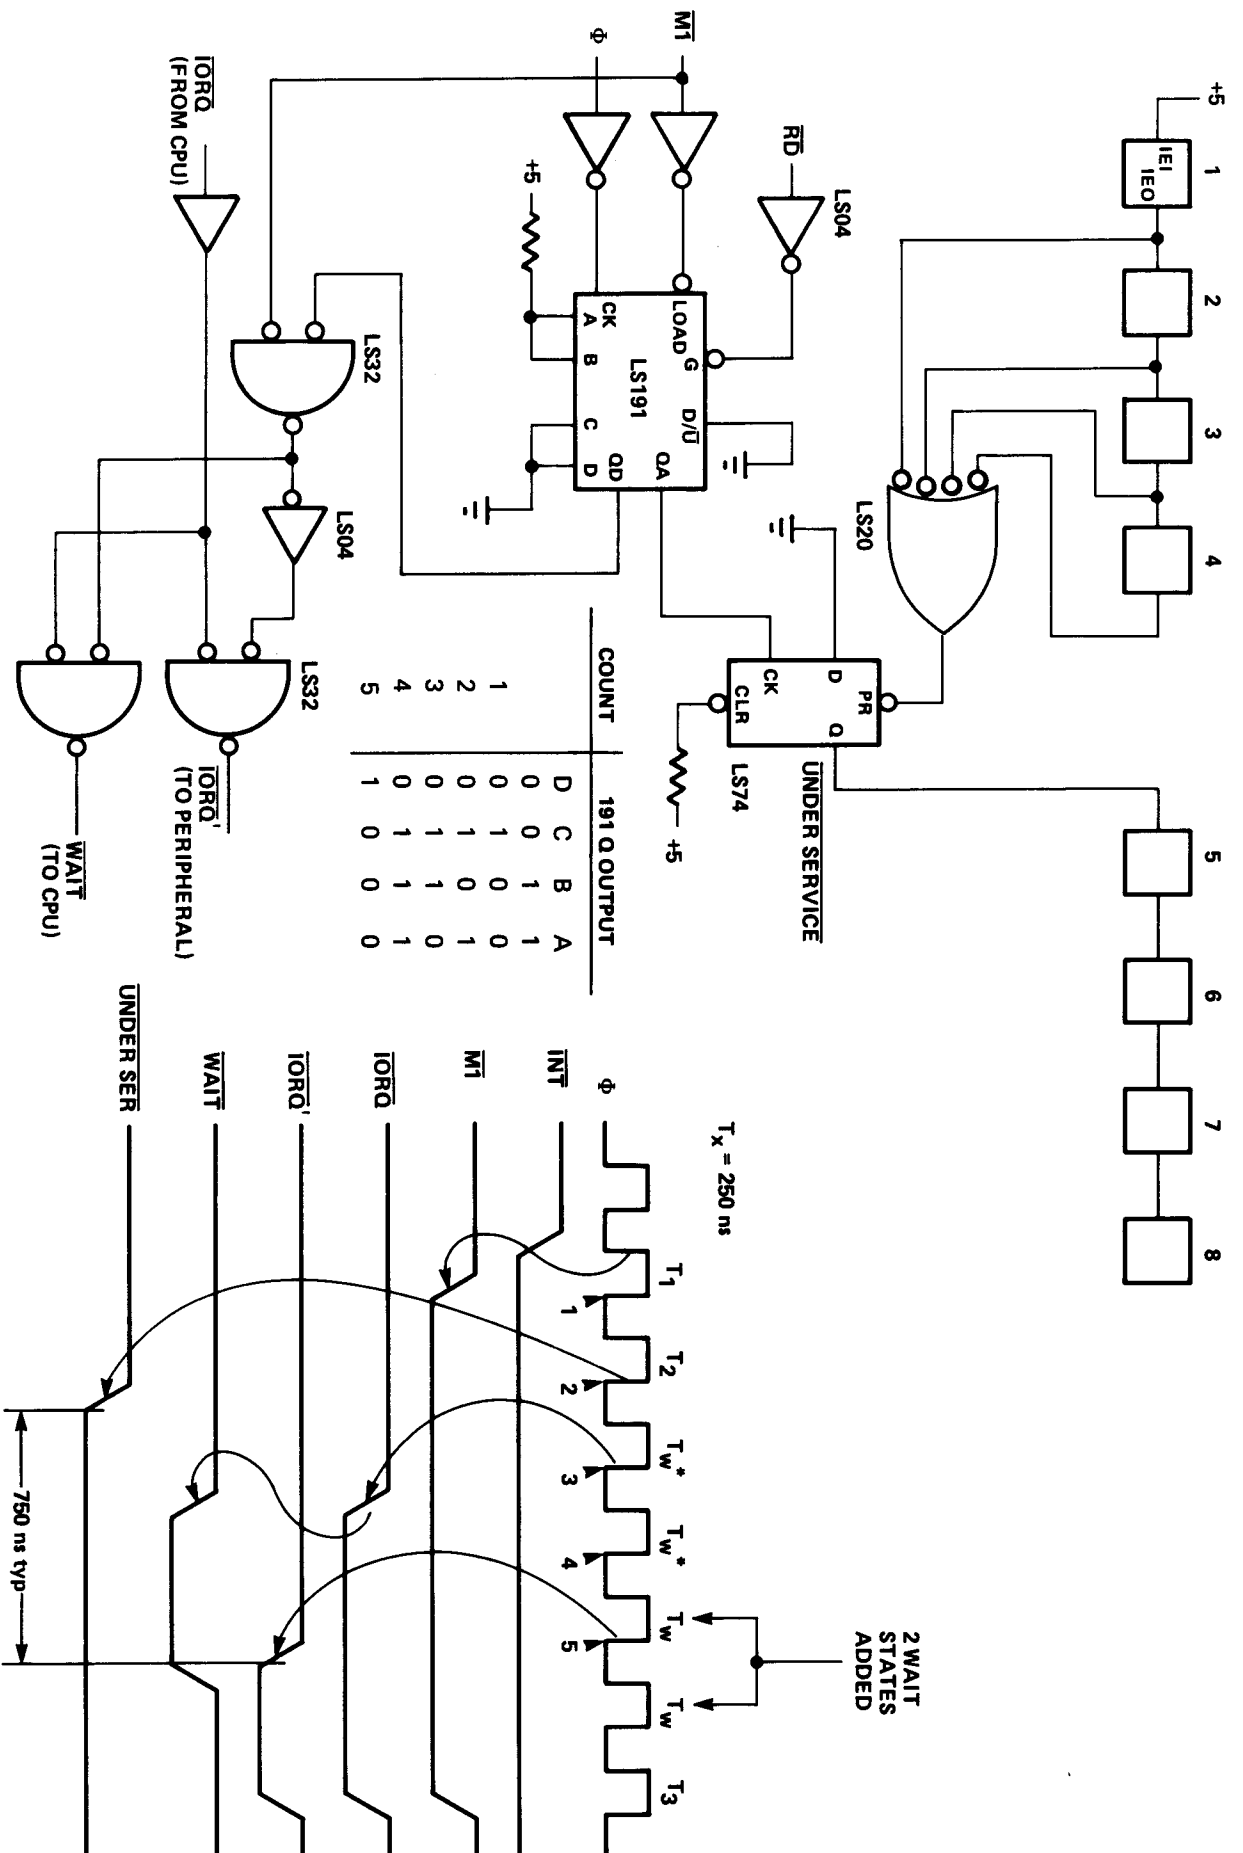 +5
1
2
3
4
5
6
7
8
IEI
IEO
LS20
PR
D
Q
CK
CLR
LS74
UNDER SERVICE
+5
M1
Φ
RD
LS04
+5
LOAD
G
D/U
CK
LS191
QA
A
B
C
D
QD
IORQ
(FROM CPU)
LS32
LS04
LS32
IORQ'
(TO PERIPHERAL)
WAIT
(TO CPU)
COUNT 191 Q OUTPUT
D C B A
0 0 1 1
1 0 1 0 0
2 0 1 0 1
3 0 1 1 0
4 0 1 1 1
5 1 0 0 0
Tx = 250 ns
2 WAIT
STATES
ADDED
T1 T2 Tw* Tw* Tw Tw T3
Φ
1 2 3 4 5
INT
M1
IORQ
IORQ'
WAIT
UNDER SER
750 ns typ